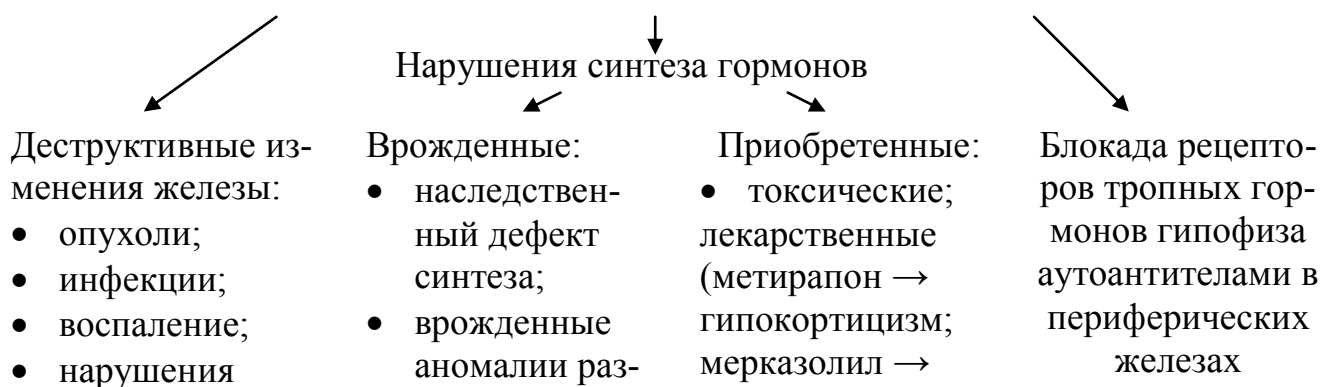 Нарушения синтеза гормонов
Деструктивные из-
менения железы:
• опухоли;
• инфекции;
• воспаление;
• нарушения
Врожденные:
• наследствен-
ный дефект
синтеза;
• врожденные
аномалии раз-
Приобретенные:
• токсические;
лекарственные
(метирапон →
гипокортицизм;
мерказолил →
Блокада рецепто-
ров тропных гор-
монов гипофиза
аутоантителами в
периферических
железах